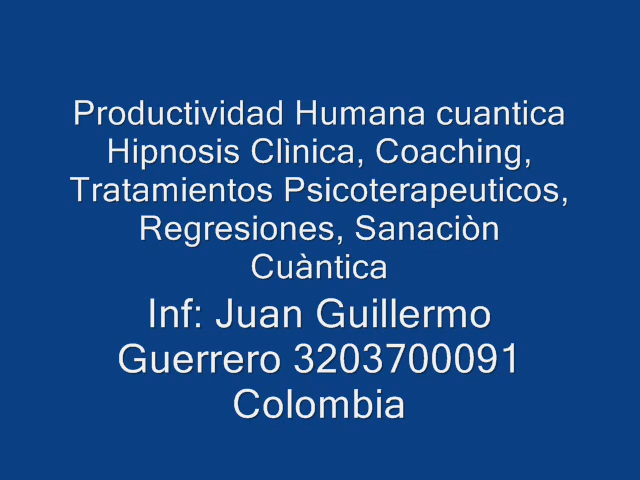 Productividad Humana cuantica
Hipnosis Clìnica, Coaching,
Tratamientos Psicoterapeuticos,
Regresiones, Sanaciòn
Cuàntica
Inf: Juan Guillermo
Guerrero 3203700091
Colombia